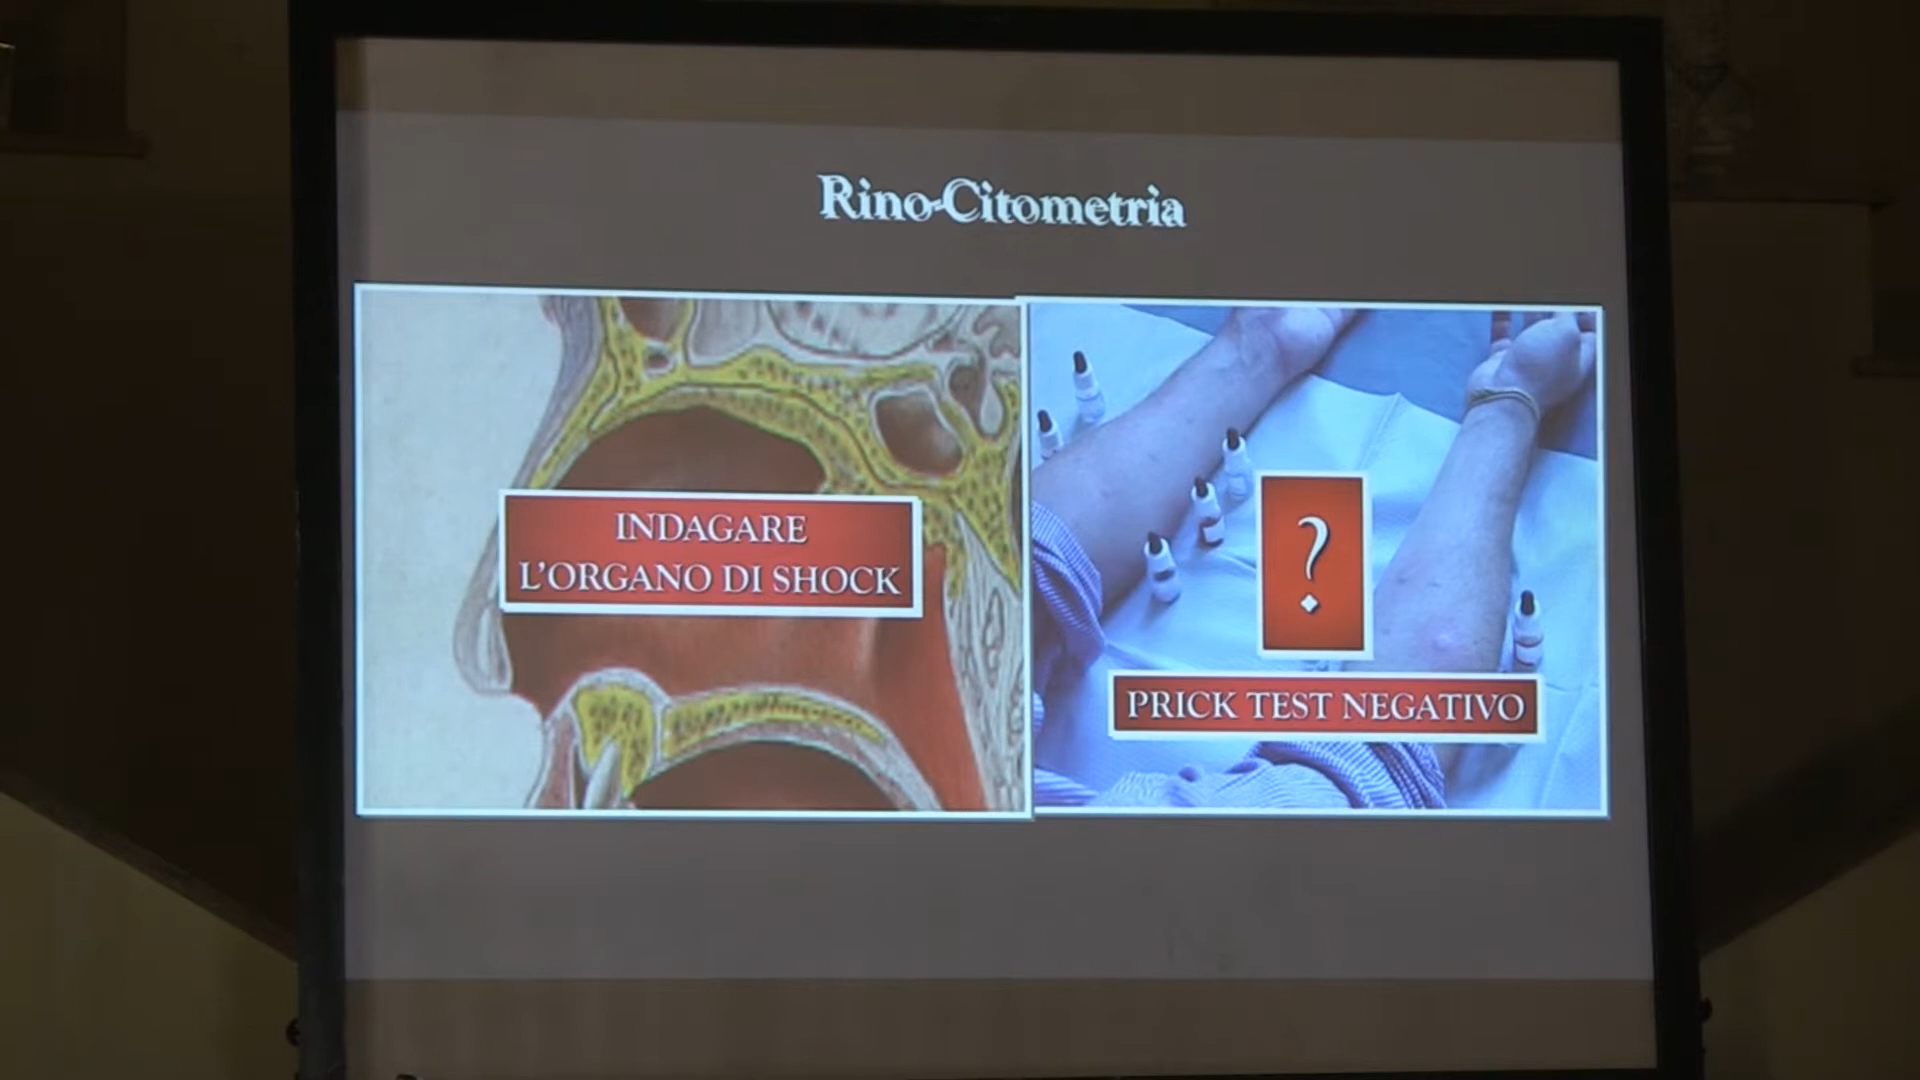 Rino-Citometria
INDAGARE
L'ORGANO DI SHOCK
?
PRICK TEST NEGATIVO